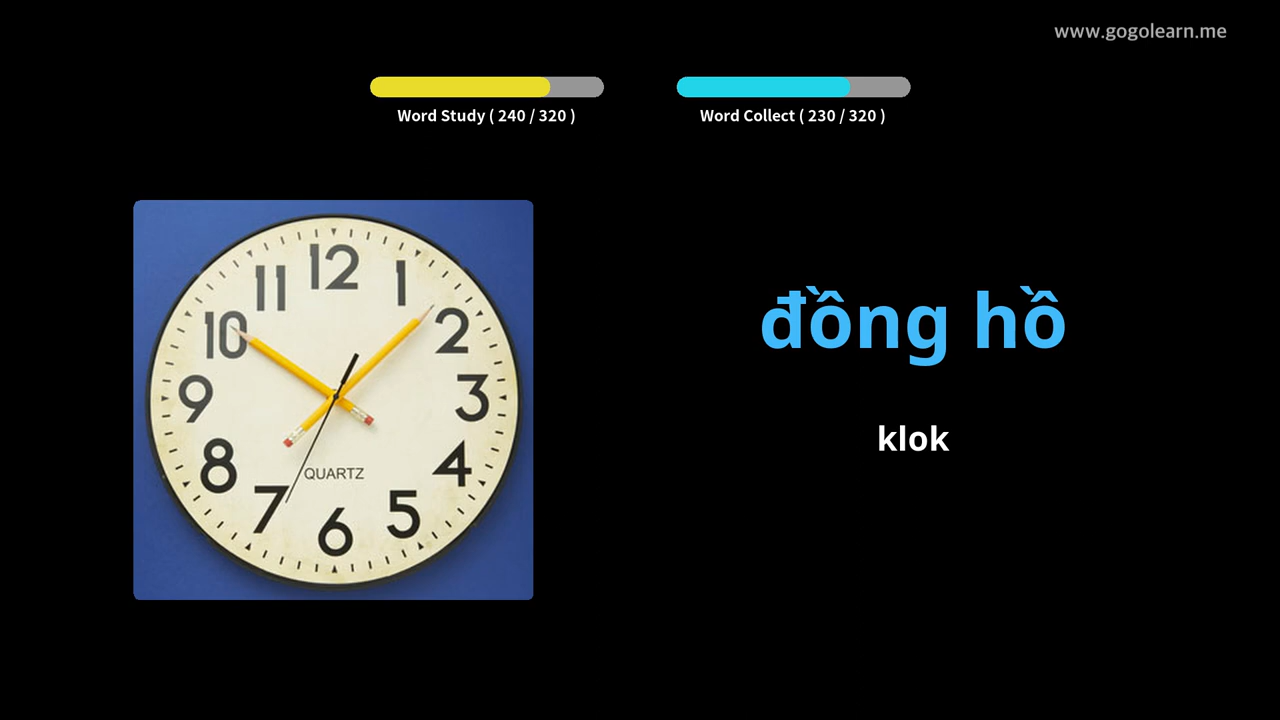 www.gogolearn.me
Word Study ( 240 / 320 )
Word Collect ( 230 / 320 )
12
11
1
10
2
9
3
8
4
QUARTZ
7
5
6
đồng hồ
klok